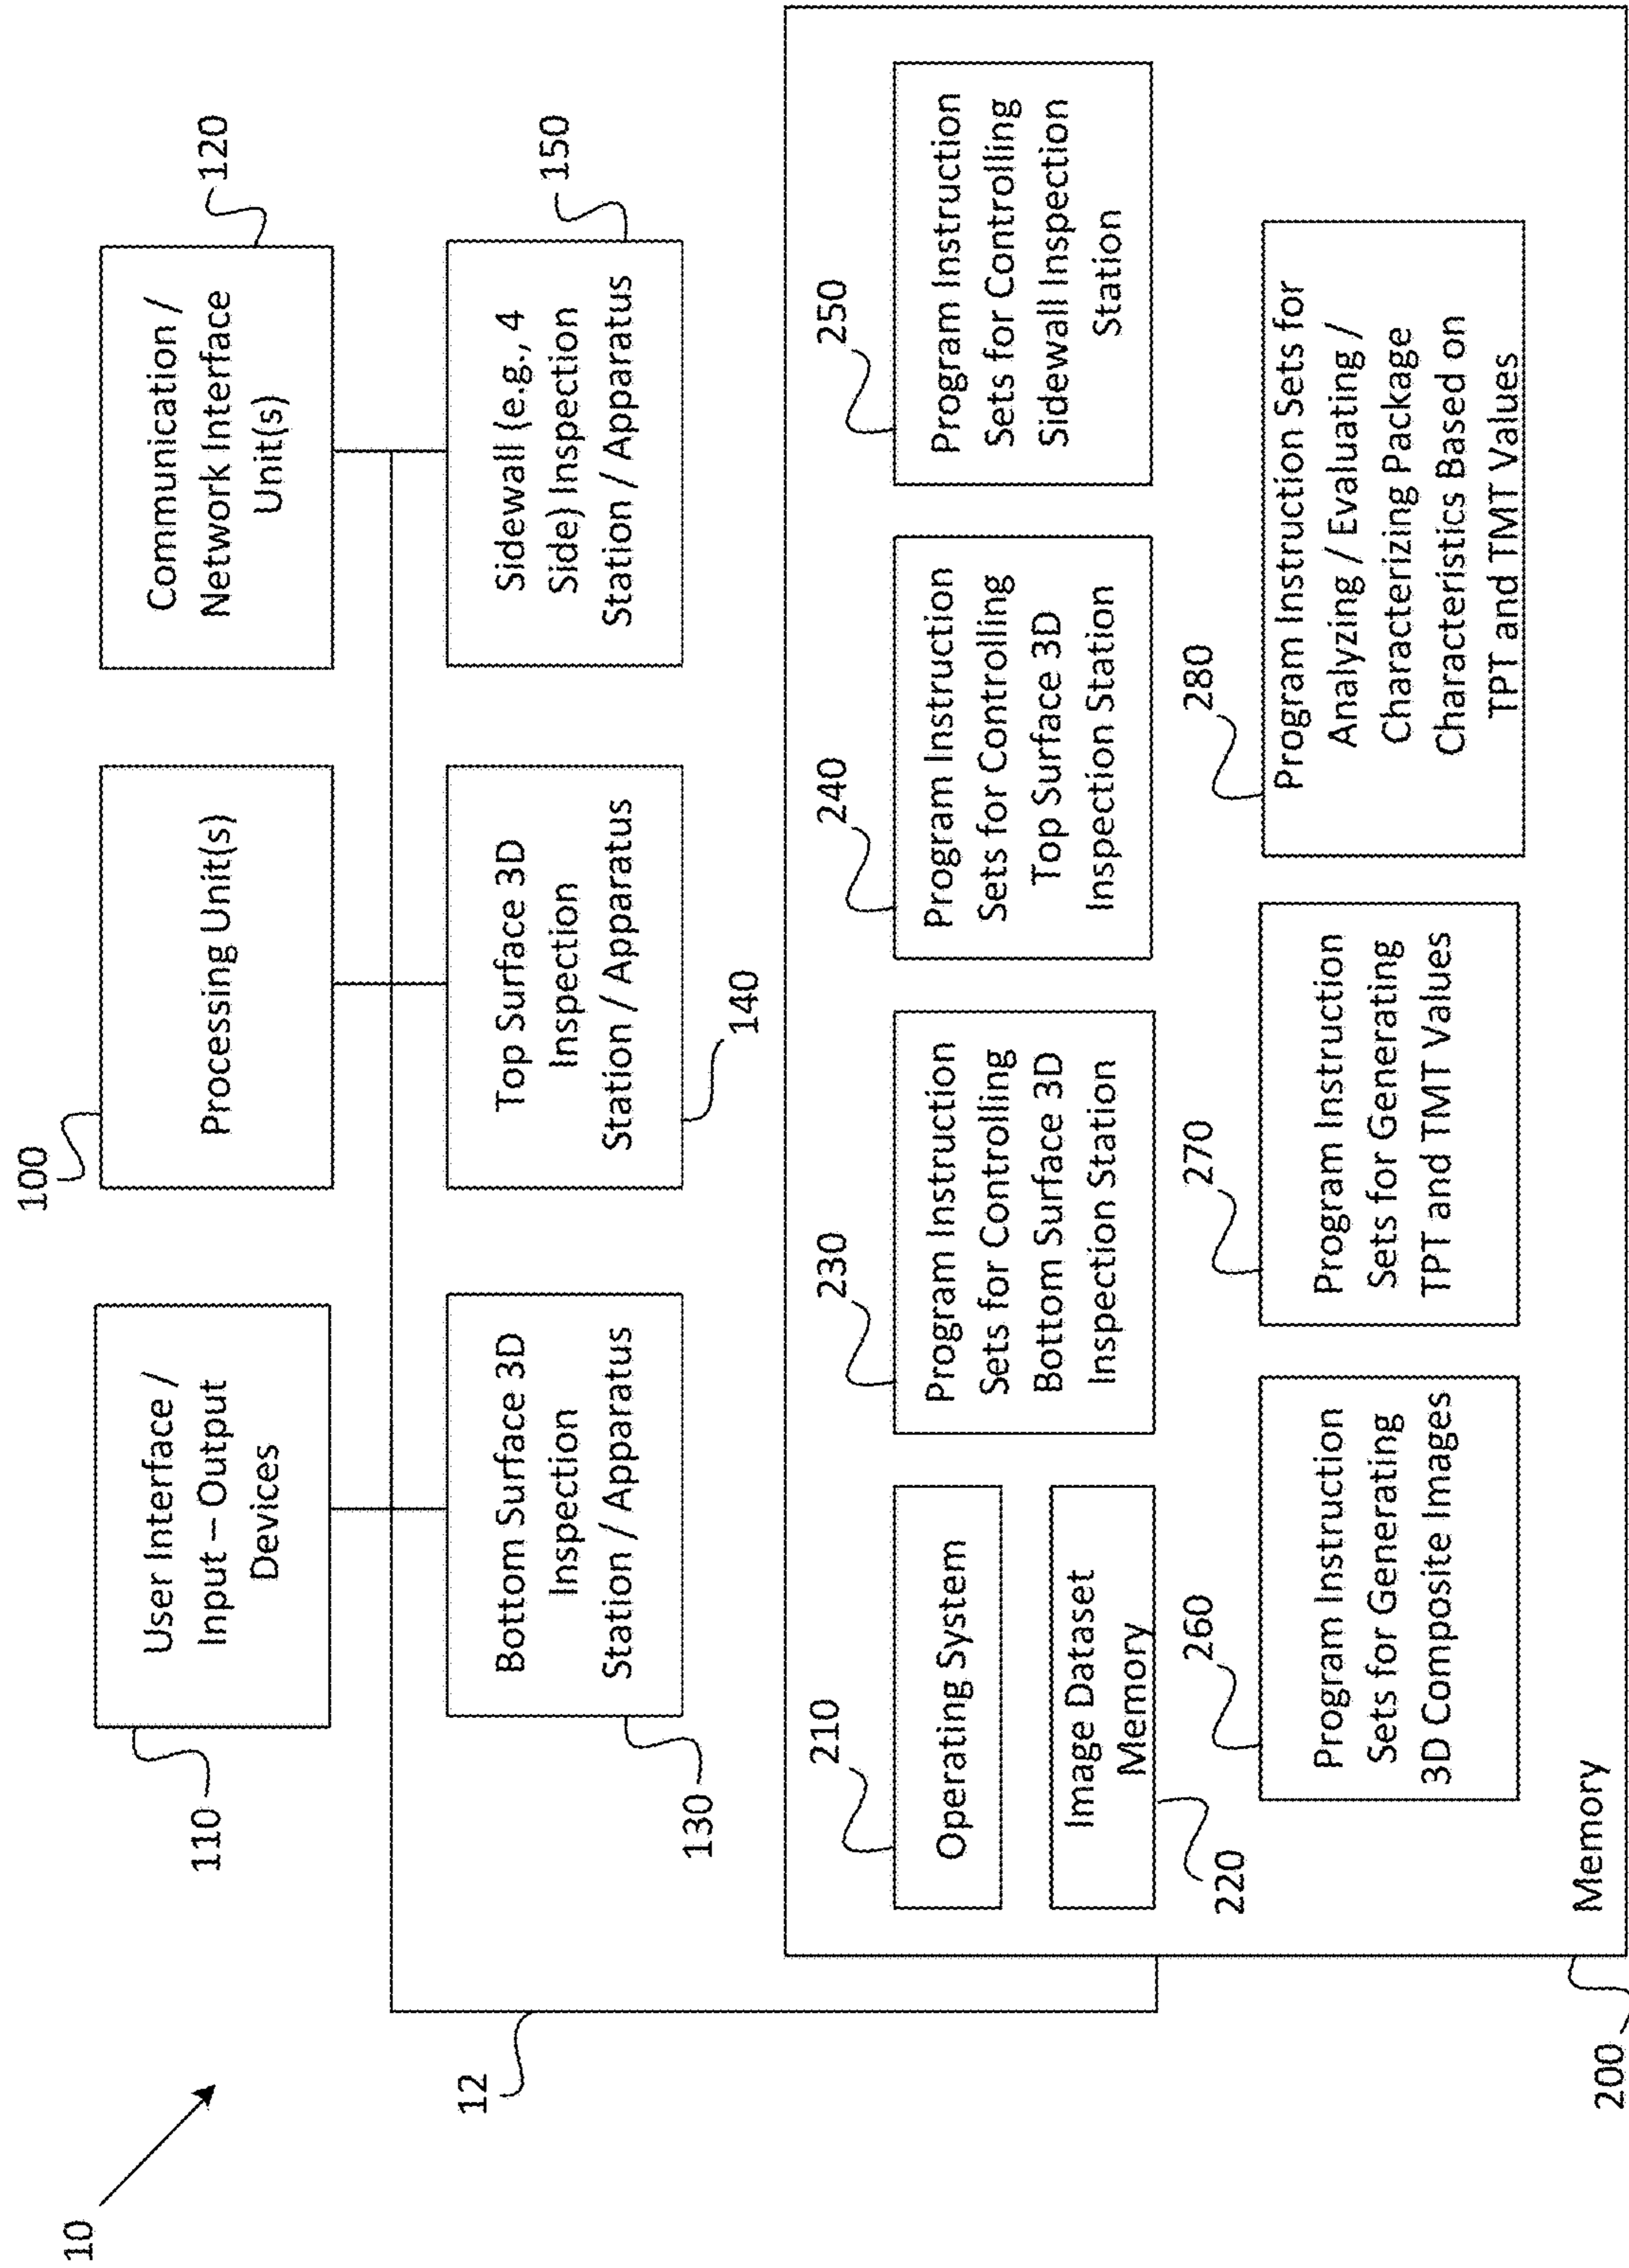 10
12
110
User Interface /
Input – Output
Devices
100
Processing Unit(s)
120
Communication /
Network Interface
Unit(s)
130
Bottom Surface 3D
Inspection
Station / Apparatus
140
Top Surface 3D
Inspection
Station / Apparatus
150
Sidewall (e.g., 4
Side) Inspection
Station / Apparatus
210
Operating System
220
Image Dataset
Memory
230
Program Instruction
Sets for Controlling
Bottom Surface 3D
Inspection Station
240
Program Instruction
Sets for Controlling
Top Surface 3D
Inspection Station
250
Program Instruction
Sets for Controlling
Sidewall Inspection
Station
260
Program Instruction
Sets for Generating
3D Composite Images
270
Program Instruction
Sets for Generating
TPT and TMT Values
280
Program Instruction Sets for
Analyzing / Evaluating /
Characterizing Package
Characteristics Based on
TPT and TMT Values
Memory
200